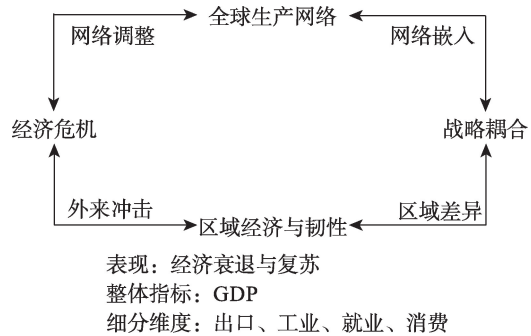 全球生产网络
网络调整
网络嵌入
经济危机
战略耦合
外来冲击
区域差异
区域经济与韧性
表现：经济衰退与复苏
整体指标：GDP
细分维度：出口、工业、就业、消费